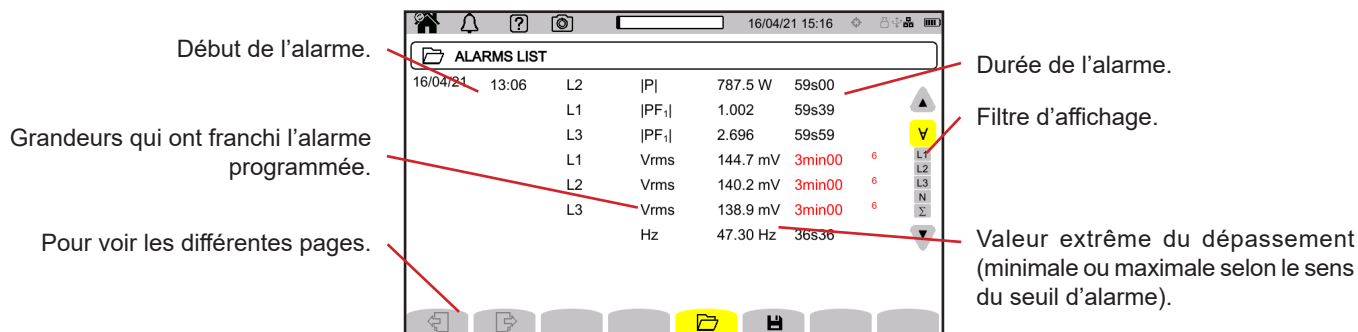 16/04/21 15:16
Début de l'alarme.
ALARMS LIST
Durée de l'alarme.
16/04/21 13:06 L2 |P| 787.5 W 59s00
L1 |PF₁| 1.002 59s39
Filtre d'affichage.
L3 |PF₁| 2.696 59s59
∀
Grandeurs qui ont franchi l'alarme
programmée.
L1 Vrms 144.7 mV 3min00 6
L1
L2
L2 Vrms 140.2 mV 3min00 6
L3
N
L3 Vrms 138.9 mV 3min00 6
Σ
Pour voir les différentes pages.
Hz 47.30 Hz 36s36
Valeur extrême du dépassement
(minimale ou maximale selon le sens
du seuil d'alarme).